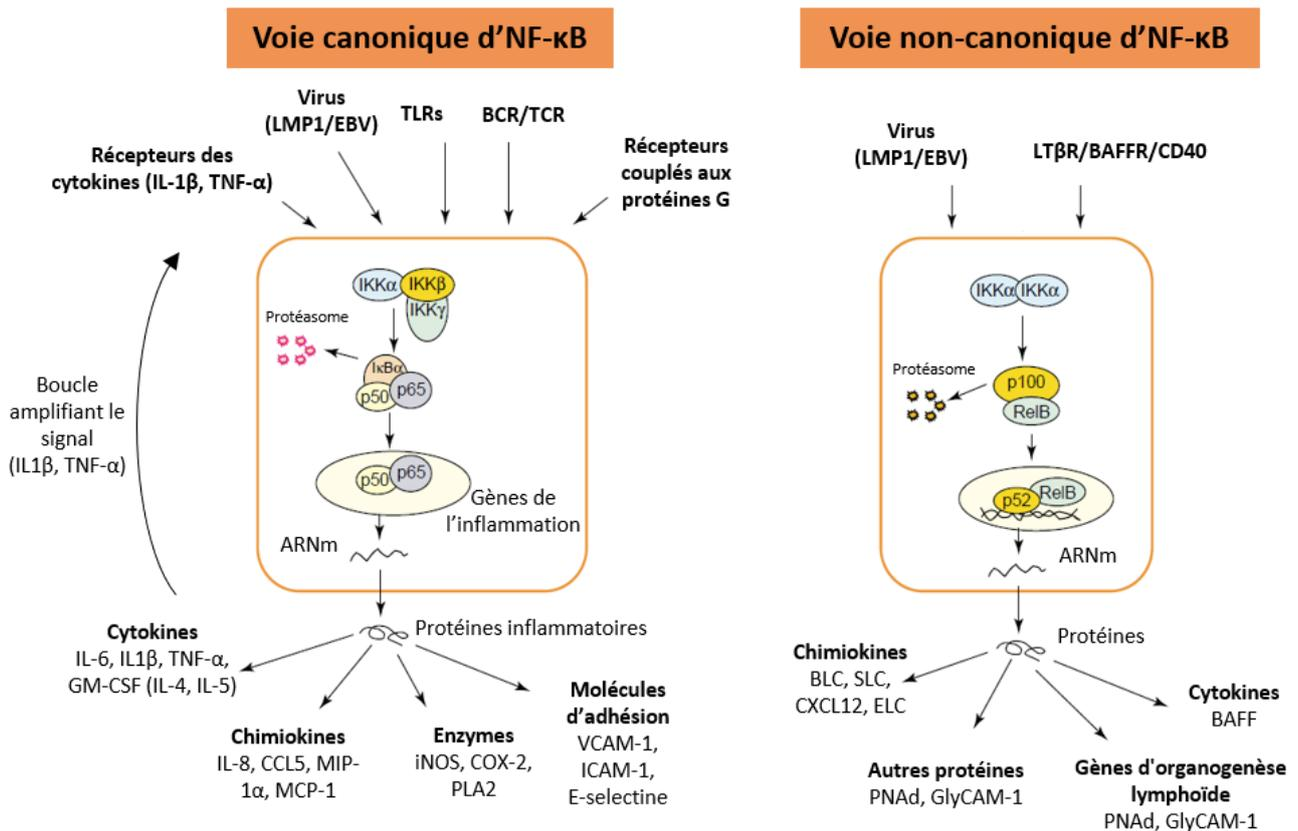 Voie canonique d'NF-κB
Virus
(LMP1/EBV)
TLRs
BCR/TCR
Récepteurs des
cytokines (IL-1β, TNF-α)
Récepteurs
couplés aux
protéines G
IKKα
IKKβ
IKKγ
Protéasome
IκBα
p50
p65
p50
p65
Gènes de
l'inflammation
ARNm
Boucle
amplifiant le
signal
(IL1β, TNF-α)
Protéines inflammatoires
Cytokines
IL-6, IL1β, TNF-α,
GM-CSF (IL-4, IL-5)
Chimiokines
IL-8, CCL5, MIP-
1α, MCP-1
Enzymes
iNOS, COX-2,
PLA2
Molécules
d'adhésion
VCAM-1,
ICAM-1,
E-selectine
Voie non-canonique d'NF-κB
Virus
(LMP1/EBV)
LTβR/BAFFR/CD40
IKKα
IKKα
Protéasome
p100
RelB
p52
RelB
ARNm
Protéines
Chimiokines
BLC, SLC,
CXCL12, ELC
Autres protéines
PNAd, GlyCAM-1
Gènes d'organogenèse
lymphoïde
PNAd, GlyCAM-1
Cytokines
BAFF